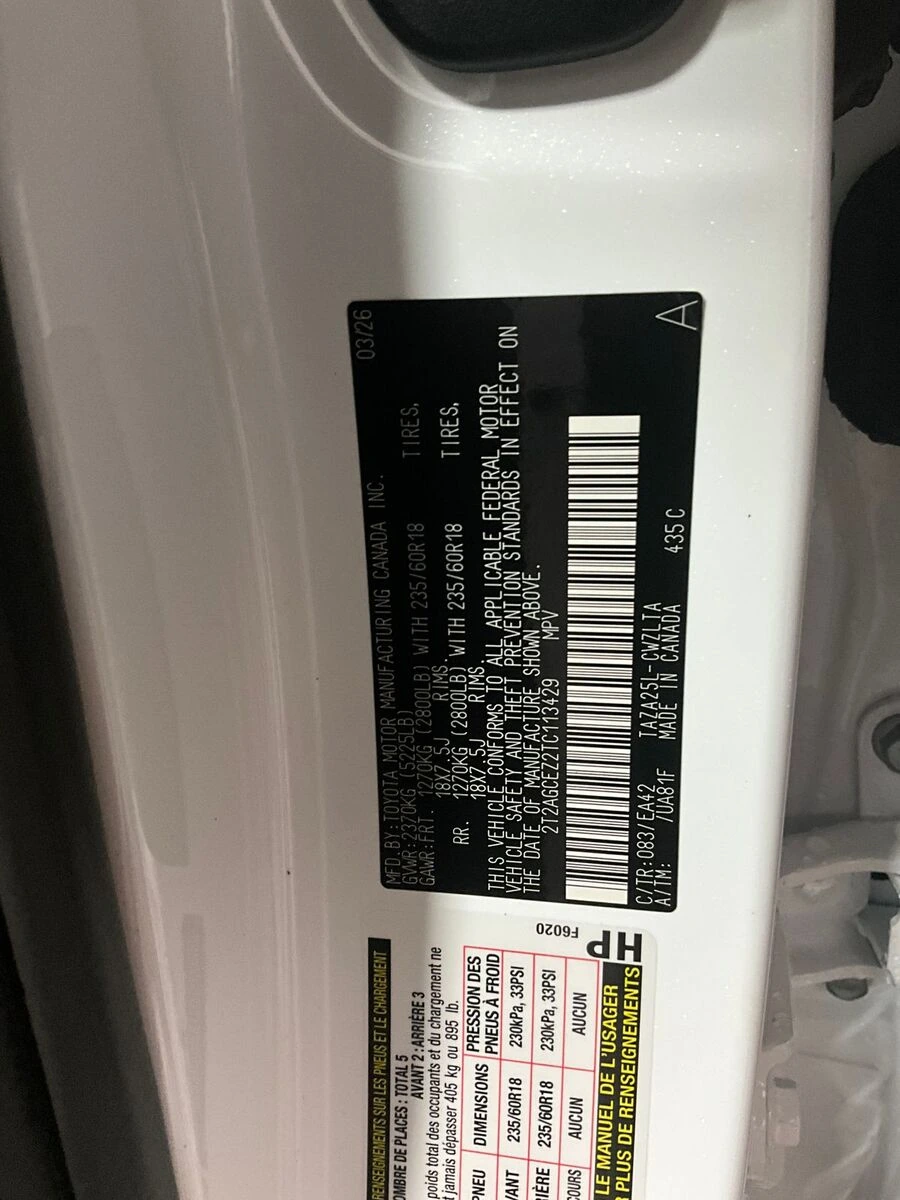 MFD.BY:TOYOTA MOTOR MANUFACTURING CANADA INC. 03/26
GVWR:2370KG (5225LB)
GAWR:FRT. 1270KG (2800LB) WITH 235/60R18 TIRES,
18X7.5J RIMS.
RR. 1270KG (2800LB) WITH 235/60R18 TIRES,
18X7.5J RIMS.
THIS VEHICLE CONFORMS TO ALL APPLICABLE FEDERAL MOTOR
VEHICLE SAFETY AND THEFT PREVENTION STANDARDS IN EFFECT ON
THE DATE OF MANUFACTURE SHOWN ABOVE.
2T2AGCEZ2TC113429 MPV
C/TR:083/EA42 TAZA25L-CWZLTA 435C
A/TM: /UA81F MADE IN CANADA A
RENSEIGNEMENTS SUR LES PNEUS ET LE CHARGEMENT
OMBRE DE PLACES : TOTAL 5
AVANT 2 : ARRIÈRE 3
poids total des occupants et du chargement ne
t jamais dépasser 405 kg ou 895 lb.
PNEU DIMENSIONS PRESSION DES PNEUS À FROID
VANT 235/60R18 230kPa, 33PSI
IÈRE 235/60R18 230kPa, 33PSI
COURS AUCUN AUCUN
LE MANUEL DE L'USAGER
R PLUS DE RENSEIGNEMENTS
F6020
HP